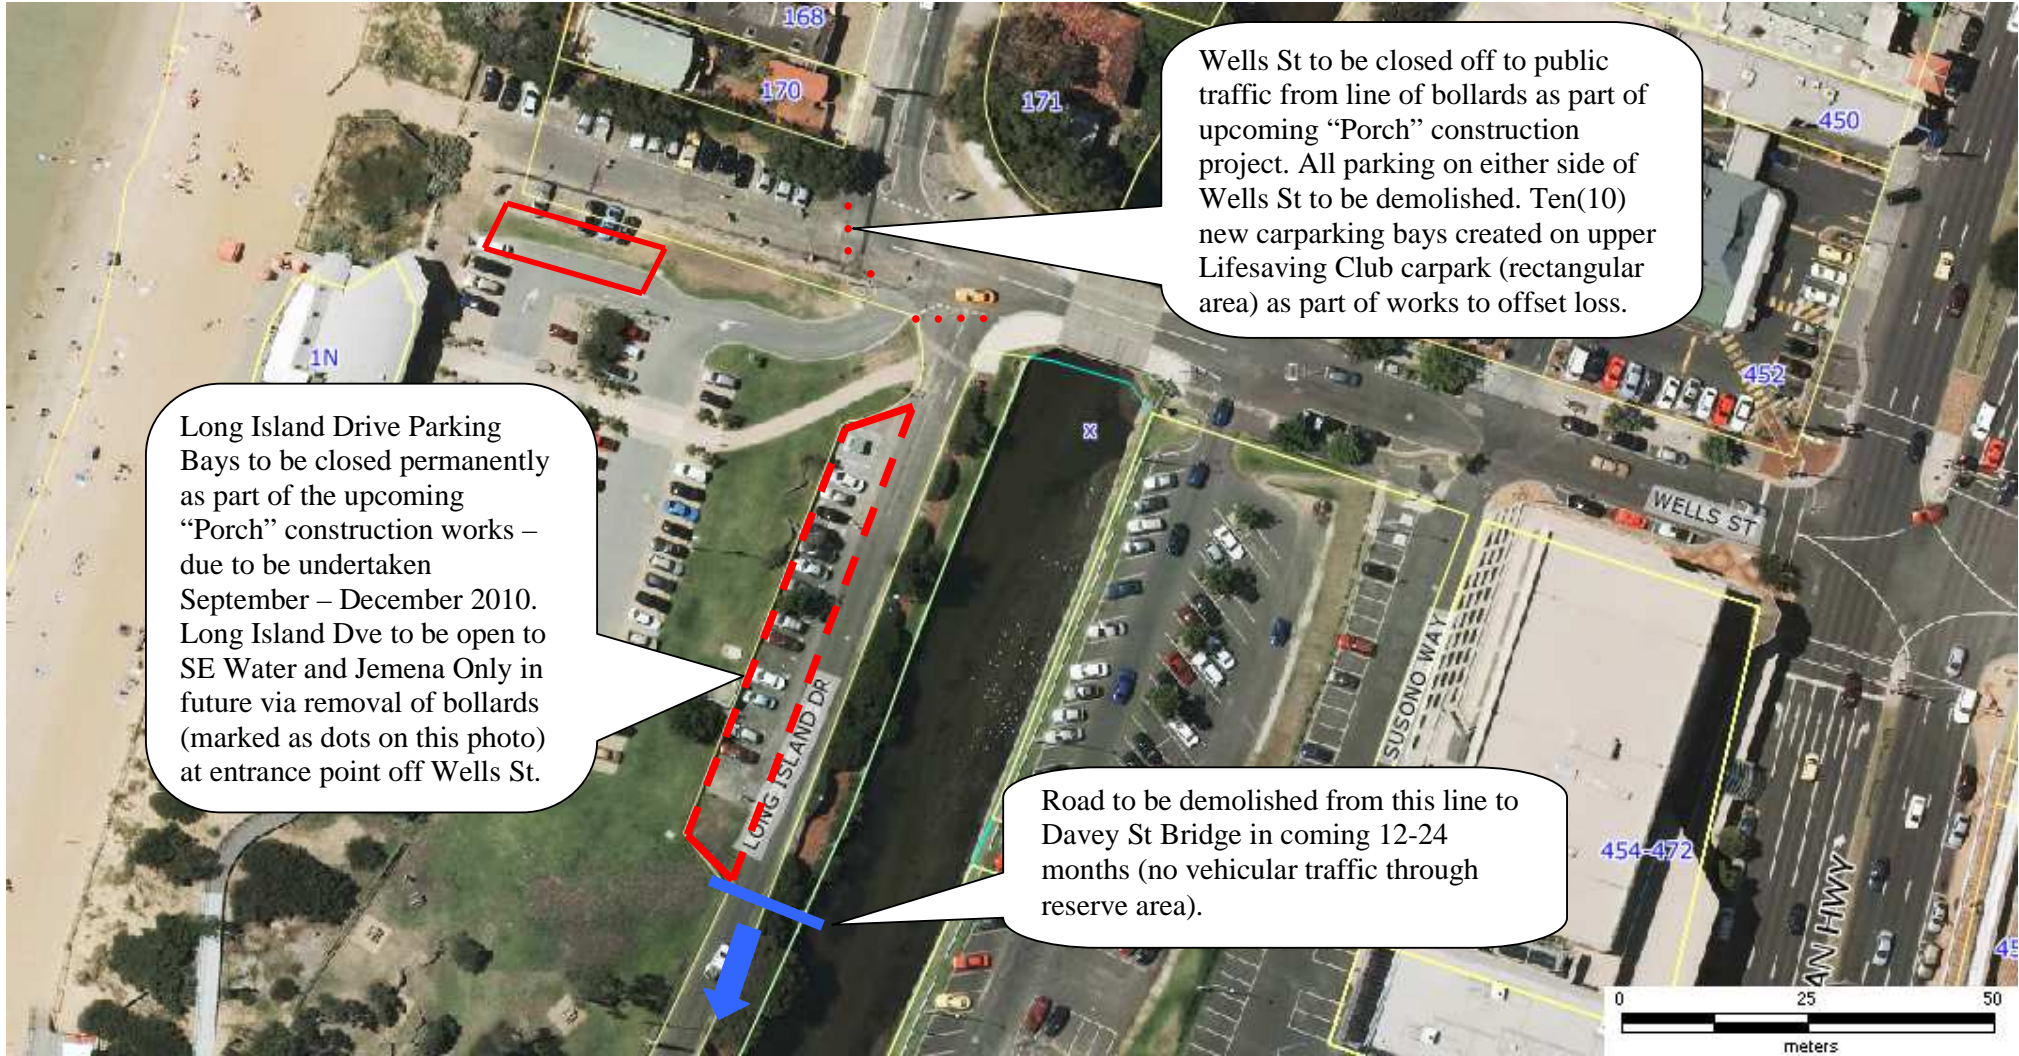 168
170
171
450
Wells St to be closed off to public
traffic from line of bollards as part of
upcoming “Porch” construction
project. All parking on either side of
Wells St to be demolished. Ten(10)
new carparking bays created on upper
Lifesaving Club carpark (rectangular
area) as part of works to offset loss.
1N
452
x
Long Island Drive Parking
Bays to be closed permanently
as part of the upcoming
“Porch” construction works –
due to be undertaken
September – December 2010.
Long Island Dve to be open to
SE Water and Jemena Only in
future via removal of bollards
(marked as dots on this photo)
at entrance point off Wells St.
WELLS ST
SUSONO WAY
LONG ISLAND DR
Road to be demolished from this line to
Davey St Bridge in coming 12-24
months (no vehicular traffic through
reserve area).
454-472
AN HWY
45
0 25 50
meters